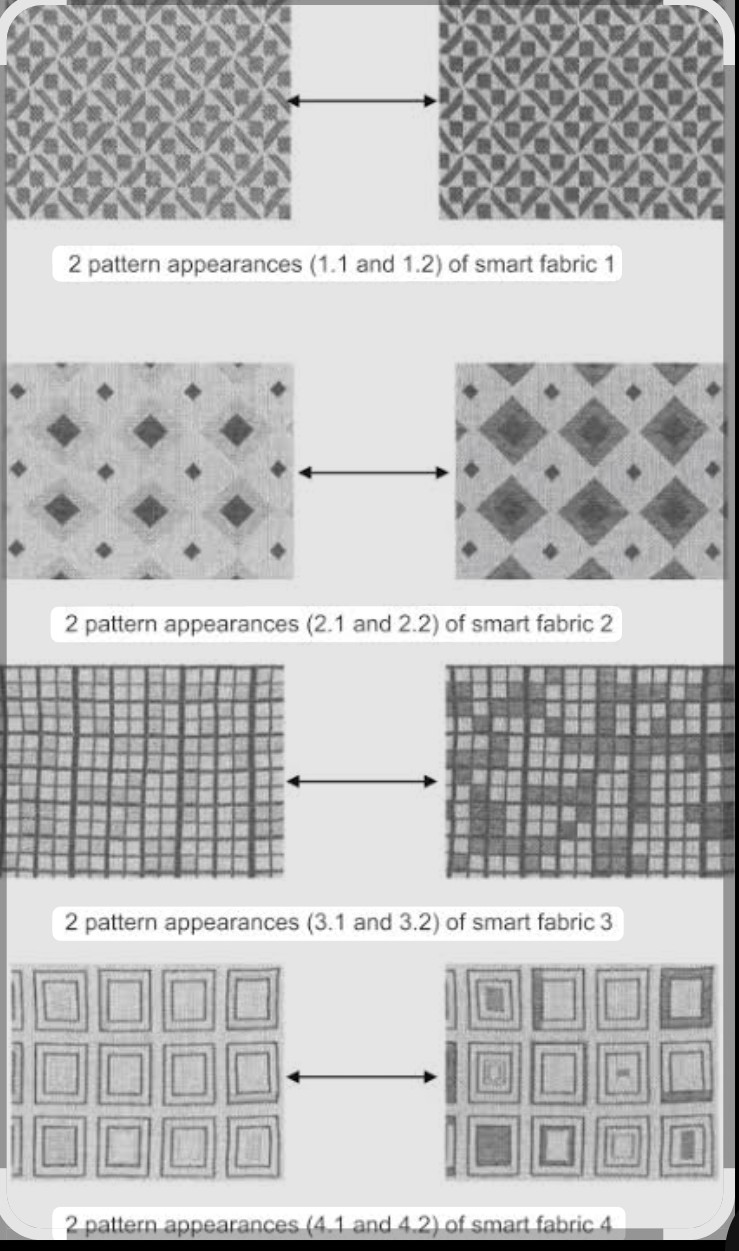 2 pattern appearances (1.1 and 1.2) of smart fabric 1
2 pattern appearances (2.1 and 2.2) of smart fabric 2
2 pattern appearances (3.1 and 3.2) of smart fabric 3
2 pattern appearances (4.1 and 4.2) of smart fabric 4